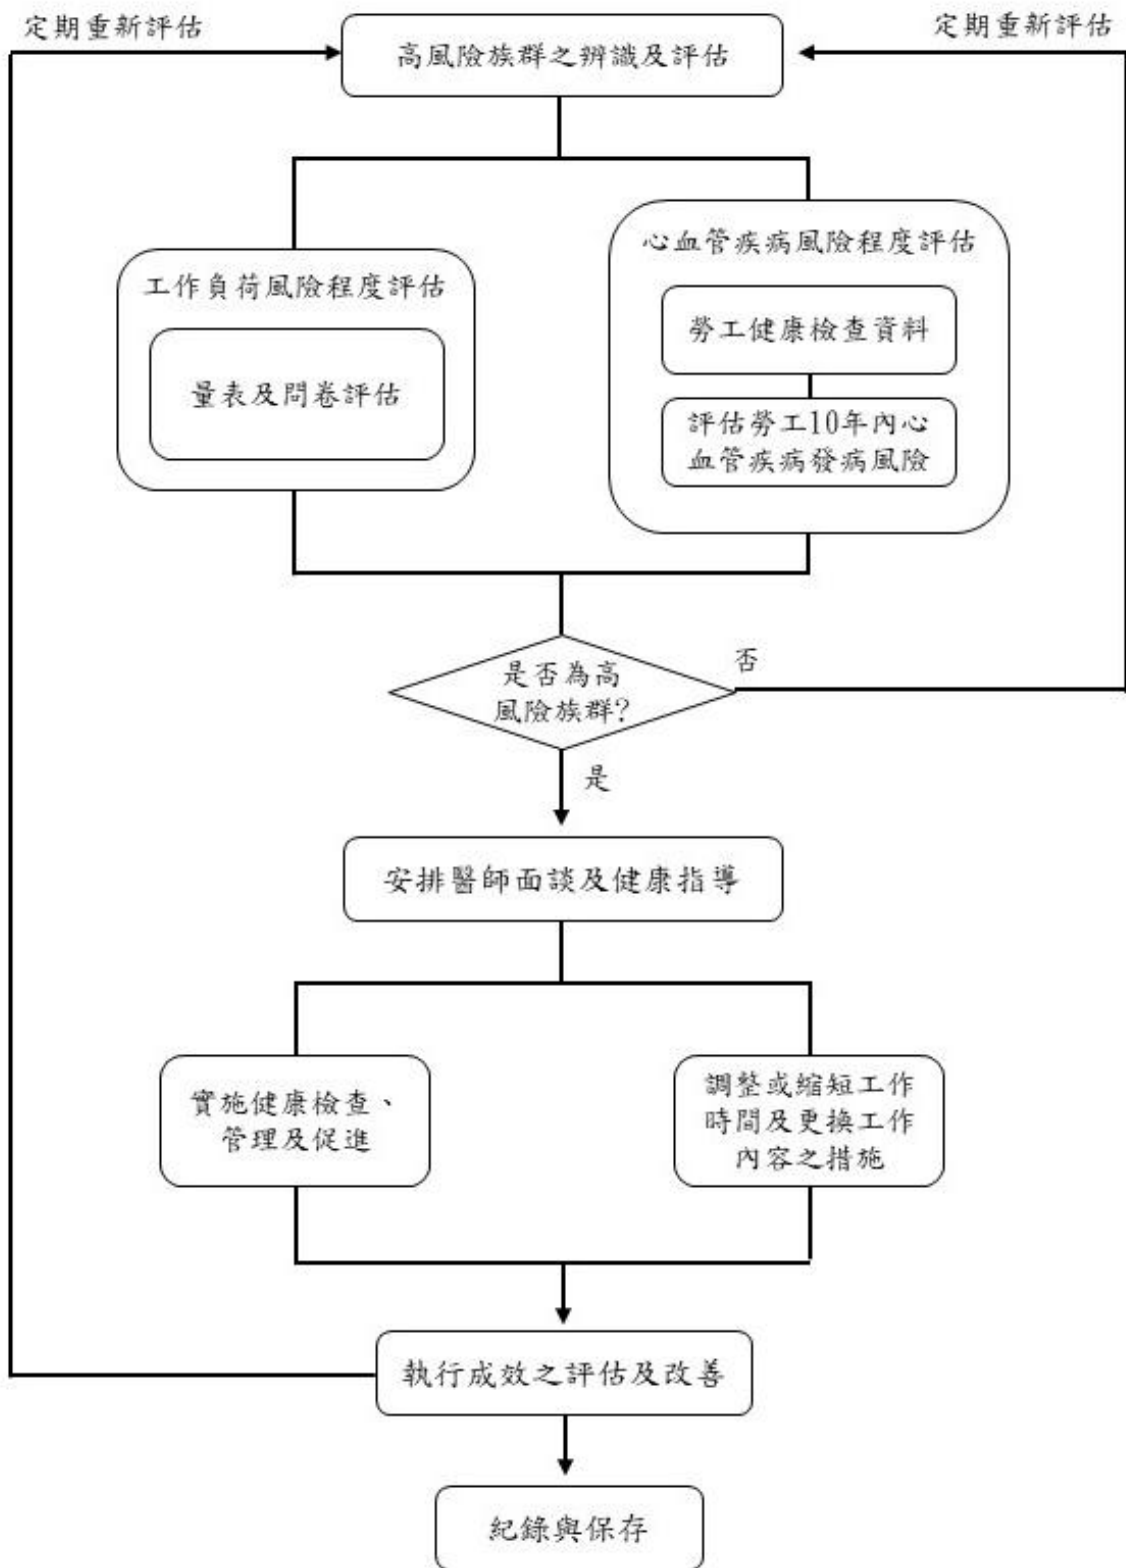 定期重新評估
定期重新評估
高風險族群之辨識及評估
工作負荷風險程度評估
量表及問卷評估
心血管疾病風險程度評估
勞工健康檢查資料
評估勞工10年內心
血管疾病發病風險
是否為高
風險族群?
否
是
安排醫師面談及健康指導
實施健康檢查、
管理及促進
調整或縮短工作
時間及更換工作
內容之措施
執行成效之評估及改善
紀錄與保存